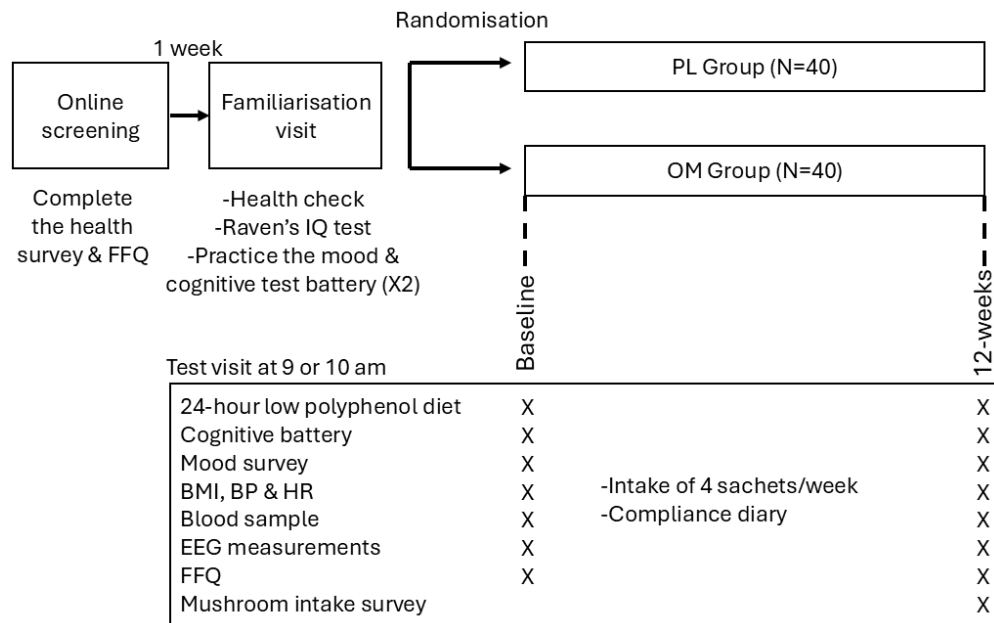 Randomisation
1 week
Online
screening
Familiarisation
visit
PL Group (N=40)
OM Group (N=40)
Complete
the health
survey & FFQ
-Health check
-Raven's IQ test
-Practice the mood &
cognitive test battery (X2)
Baseline
12-weeks
Test visit at 9 or 10 am
24-hour low polyphenol diet X X
Cognitive battery X X
Mood survey X X
BMI, BP & HR X X
Blood sample X X
EEG measurements X X
FFQ X X
Mushroom intake survey X
-Intake of 4 sachets/week
-Compliance diary